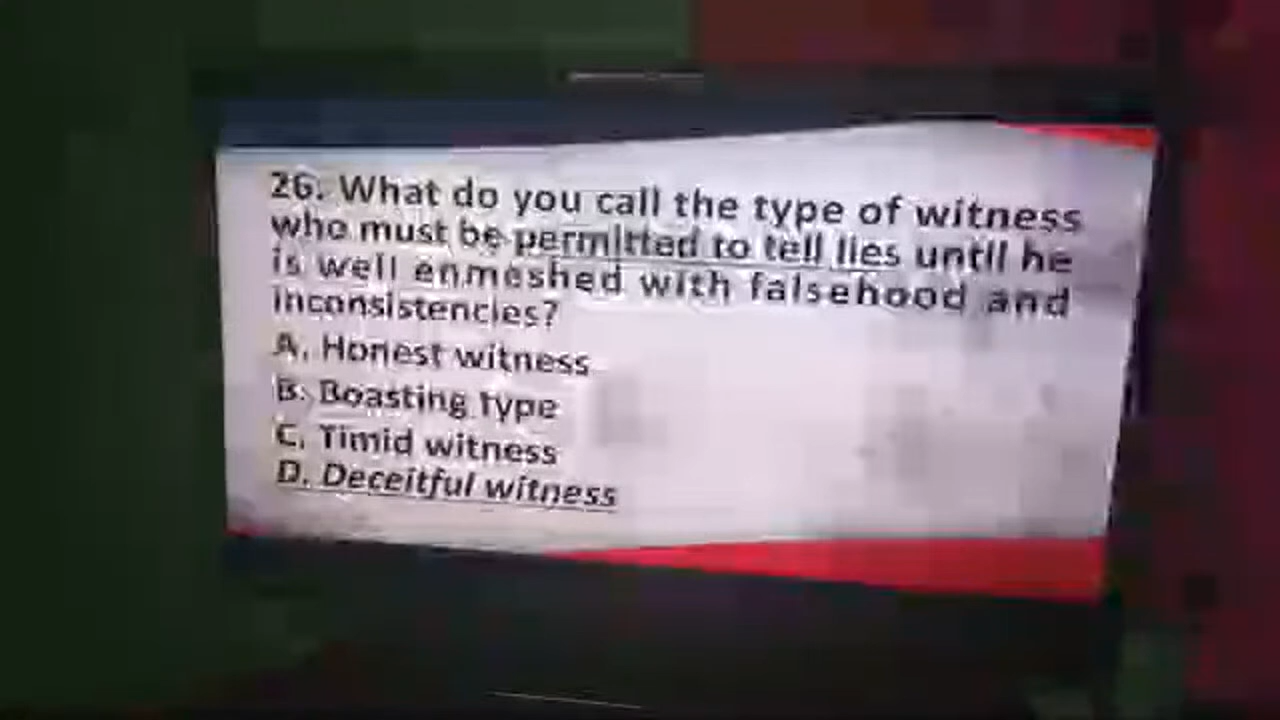 26. What do you call the type of witness
who must be permitted to tell lies until he
is well enmeshed with falsehood and
inconsistencies?
A. Honest witness
B. Boasting type
C. Timid witness
D. Deceitful witness